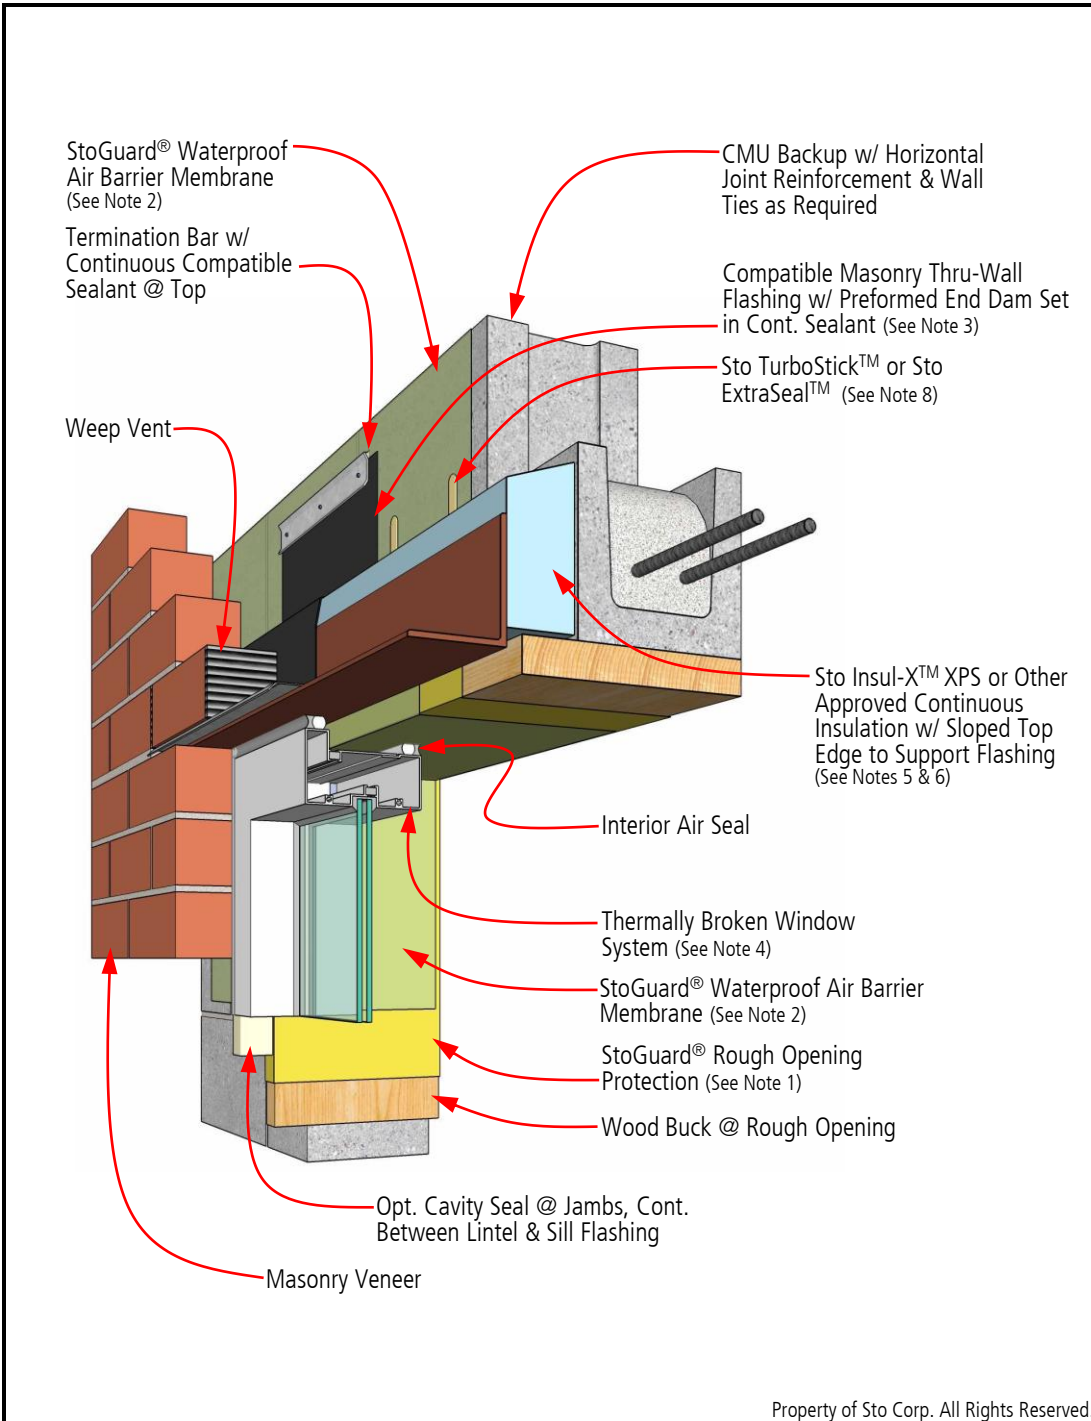 StoGuard® Waterproof
Air Barrier Membrane
(See Note 2)
Termination Bar w/
Continuous Compatible
Sealant @ Top
Weep Vent
CMU Backup w/ Horizontal
Joint Reinforcement & Wall
Ties as Required
Compatible Masonry Thru-Wall
Flashing w/ Preformed End Dam Set
in Cont. Sealant (See Note 3)
Sto TurboStick™ or Sto
ExtraSeal™ (See Note 8)
Sto Insul-X™ XPS or Other
Approved Continuous
Insulation w/ Sloped Top
Edge to Support Flashing
(See Notes 5 & 6)
Interior Air Seal
Thermally Broken Window
System (See Note 4)
StoGuard® Waterproof Air Barrier
Membrane (See Note 2)
StoGuard® Rough Opening
Protection (See Note 1)
Wood Buck @ Rough Opening
Opt. Cavity Seal @ Jambs, Cont.
Between Lintel & Sill Flashing
Masonry Veneer
Property of Sto Corp. All Rights Reserved